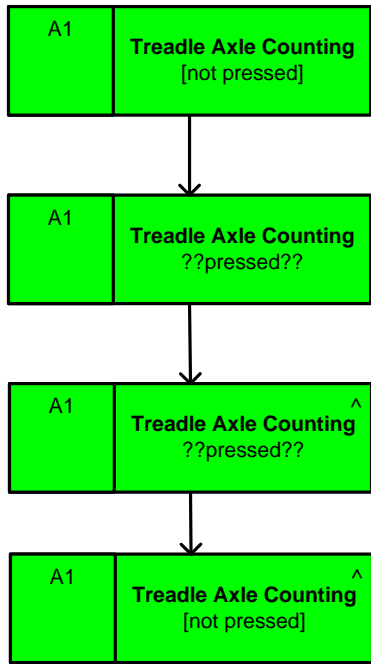 A1
Treadle Axle Counting
[not pressed]
A1
Treadle Axle Counting
??pressed??
A1
^
Treadle Axle Counting
??pressed??
A1
^
Treadle Axle Counting
[not pressed]